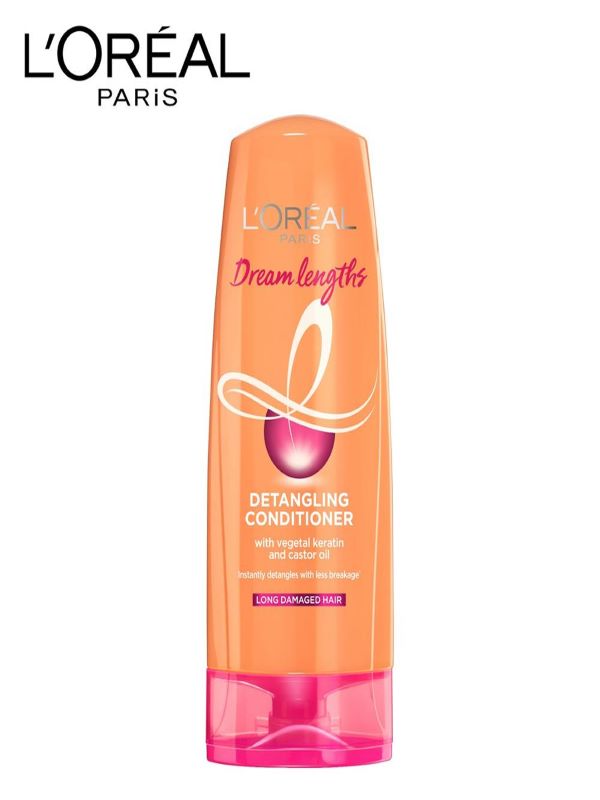 L'ORÉAL
PARiS
L'ORÉAL
PARIS
Dream lengths
DETANGLING
CONDITIONER
with vegetal keratin
and castor oil
Instantly detangles with less breakage*
LONG DAMAGED HAIR